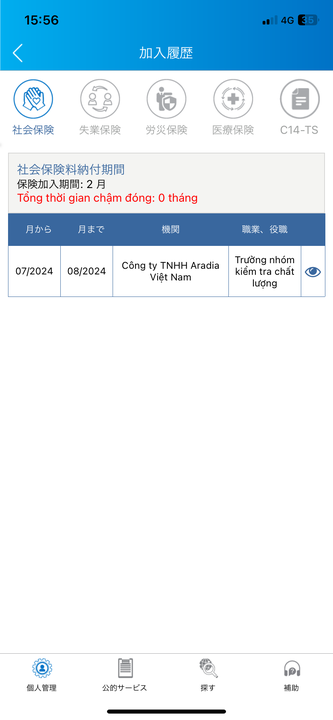 15:56
4G 35
加入履歴
社会保険
失業保険
労災保険
医療保険
C14-TS
社会保険料納付期間
保険加入期間: 2 月
Tổng thời gian chậm đóng: 0 tháng
月から
月まで
機関
職業、役職
07/2024
08/2024
Công ty TNHH Aradia
Việt Nam
Trưởng nhóm
kiểm tra chất
lượng
個人管理
公的サービス
探す
補助